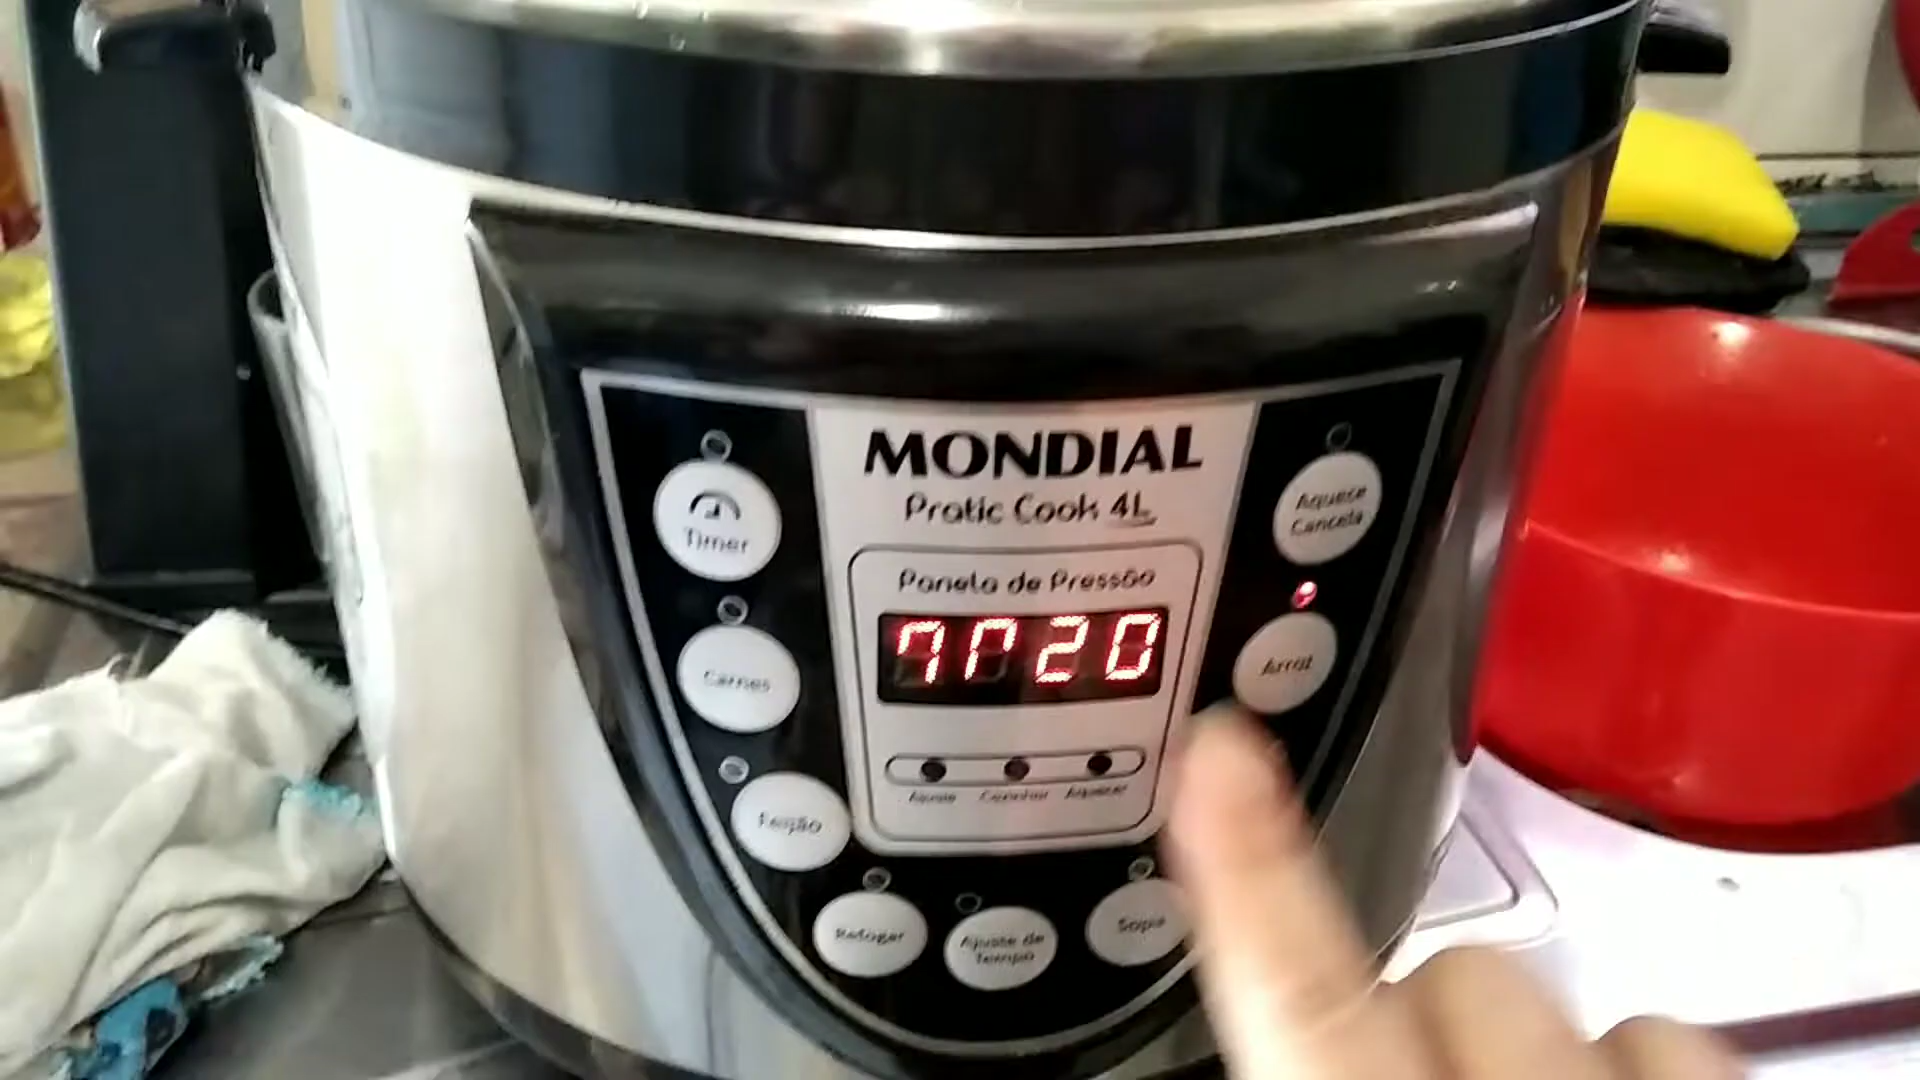 MONDIAL
Pratic Cook 4L
Panela de Pressão
Timer
Aquece
Cancela
Carnes
Arroz
Feijão
Ajuste
Cozinhar
Aquecer
Refogar
Ajuste de
Tempo
Sopa